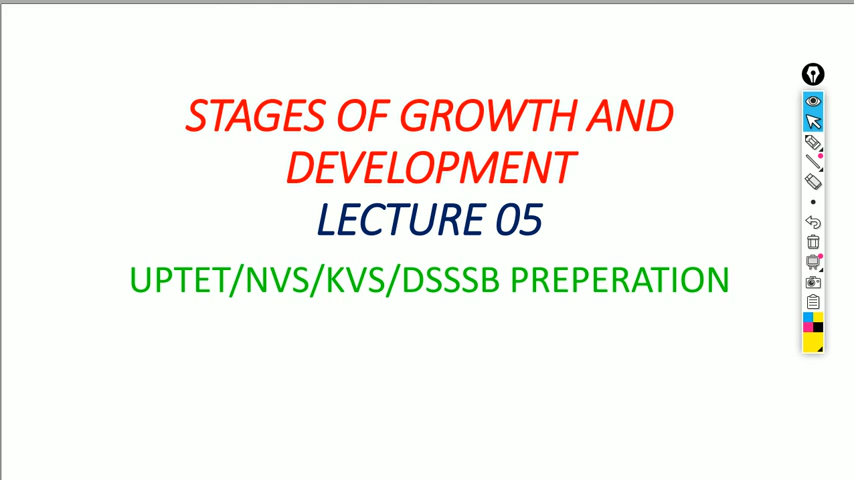 STAGES OF GROWTH AND
DEVELOPMENT
LECTURE 05
UPTET/NVS/KVS/DSSSB PREPERATION